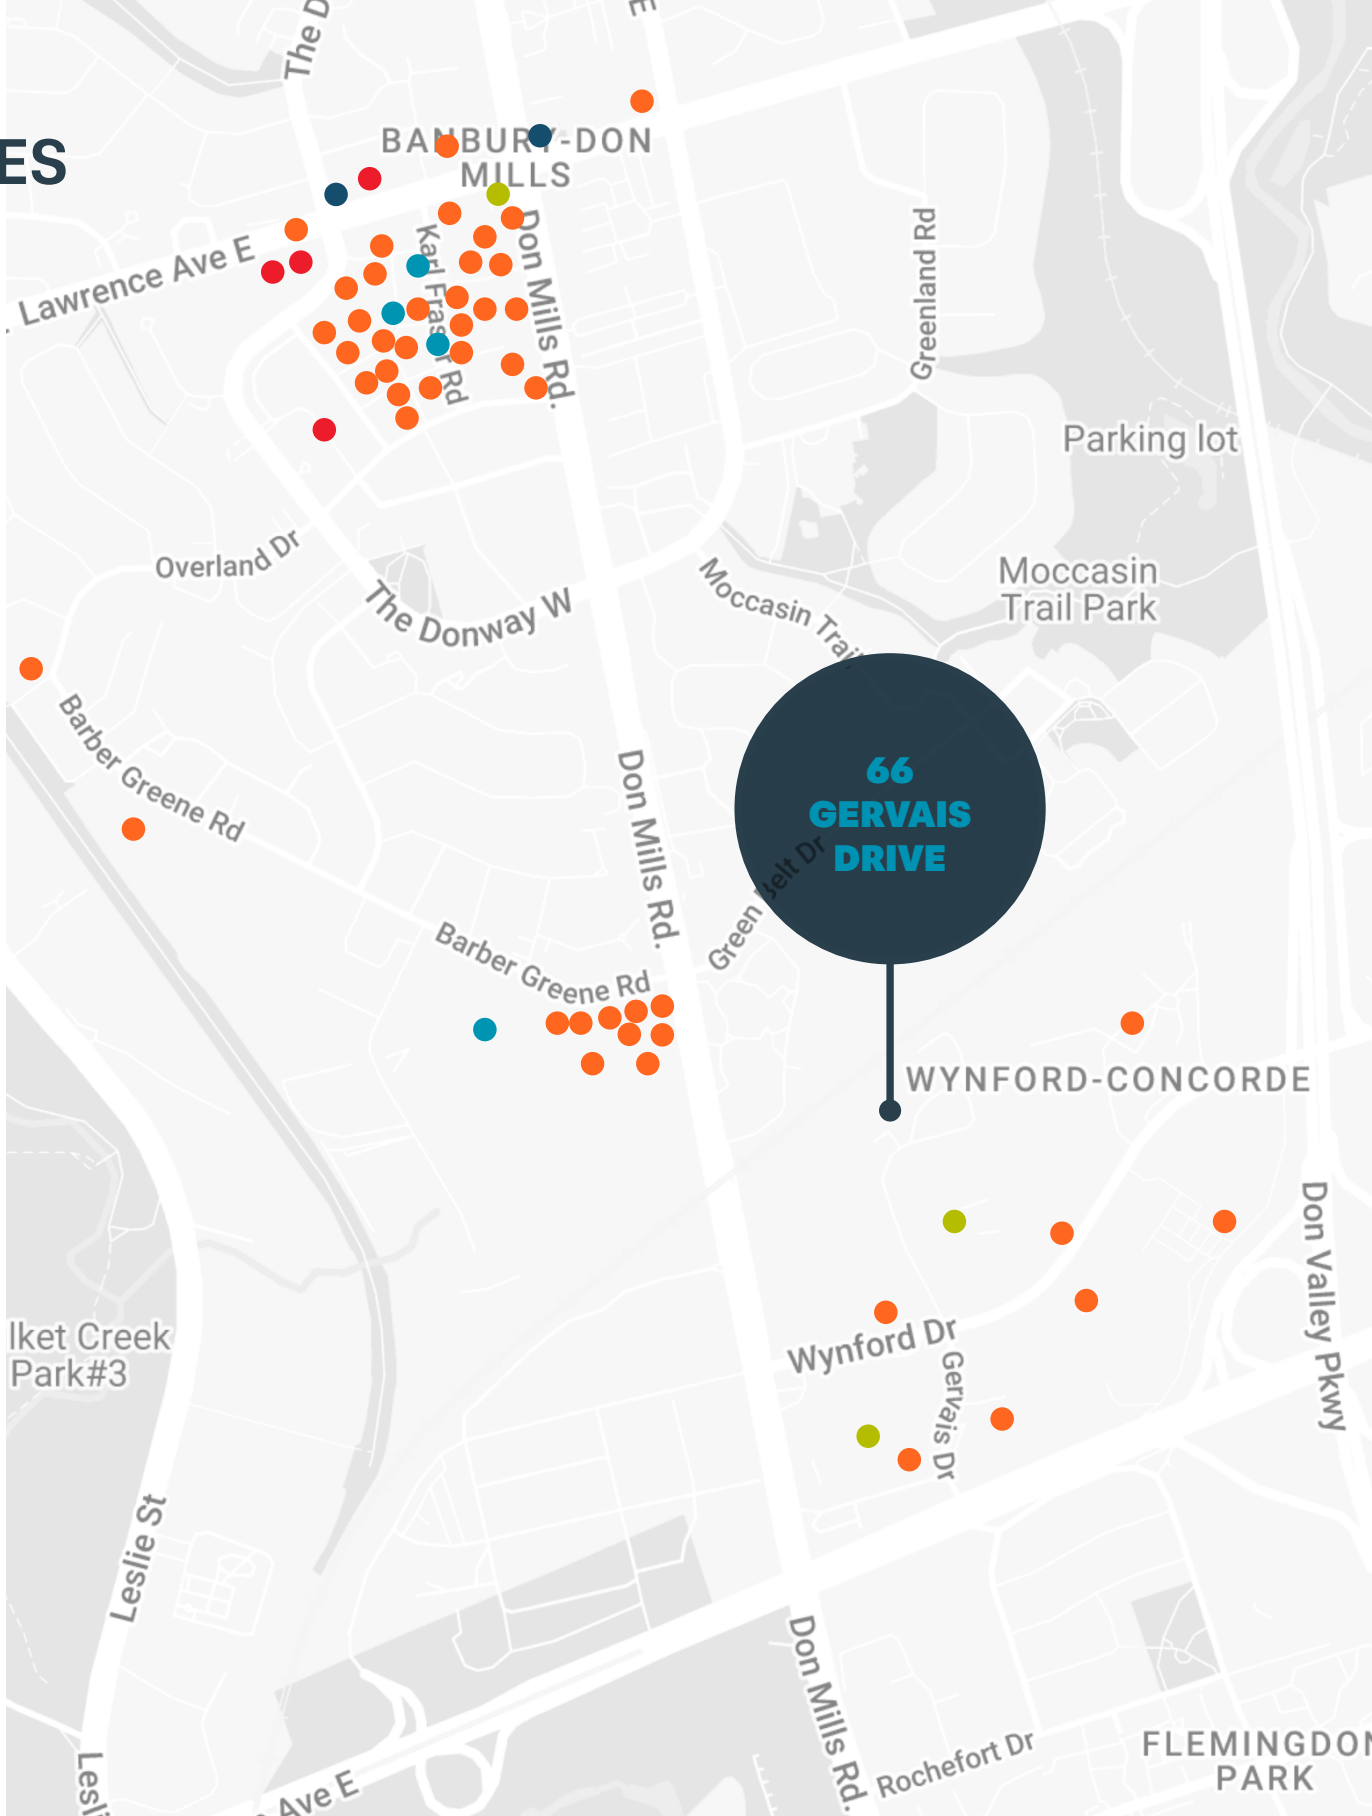 The D
E
ES
BANBURY-DON
MILLS
Lawrence Ave E
Karl Fraser Rd
Don Mills Rd.
Greenland Rd
Parking lot
Overland Dr
The Donway W
Moccasin Trail
Moccasin
Trail Park
Barber Greene Rd
66
GERVAIS
DRIVE
Don Mills Rd.
Green Belt Dr
Barber Greene Rd
WYNFORD-CONCORDE
Don Valley Pkwy
lket Creek
Park#3
Wynford Dr
Gervais Dr
Leslie St
Don Mills Rd.
Rochefort Dr
FLEMINGDON
PARK
Lesli
Ave E